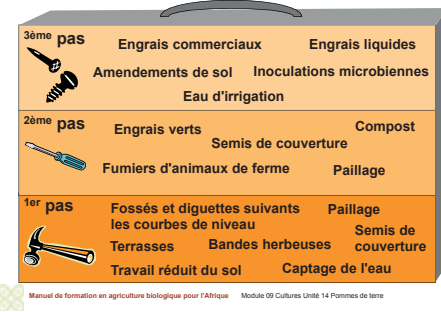 3ème pas
Engrais commerciaux Engrais liquides
Amendements de sol Inoculations microbiennes
Eau d'irrigation
2ème pas
Engrais verts Compost
Semis de couverture
Fumiers d'animaux de ferme Paillage
1er pas
Fossés et diguettes suivants les courbes de niveau Paillage
Terrasses Bandes herbeuses Semis de couverture
Travail réduit du sol Captage de l'eau
Manuel de formation en agriculture biologique pour l'Afrique Module 09 Cultures Unité 14 Pommes de terre